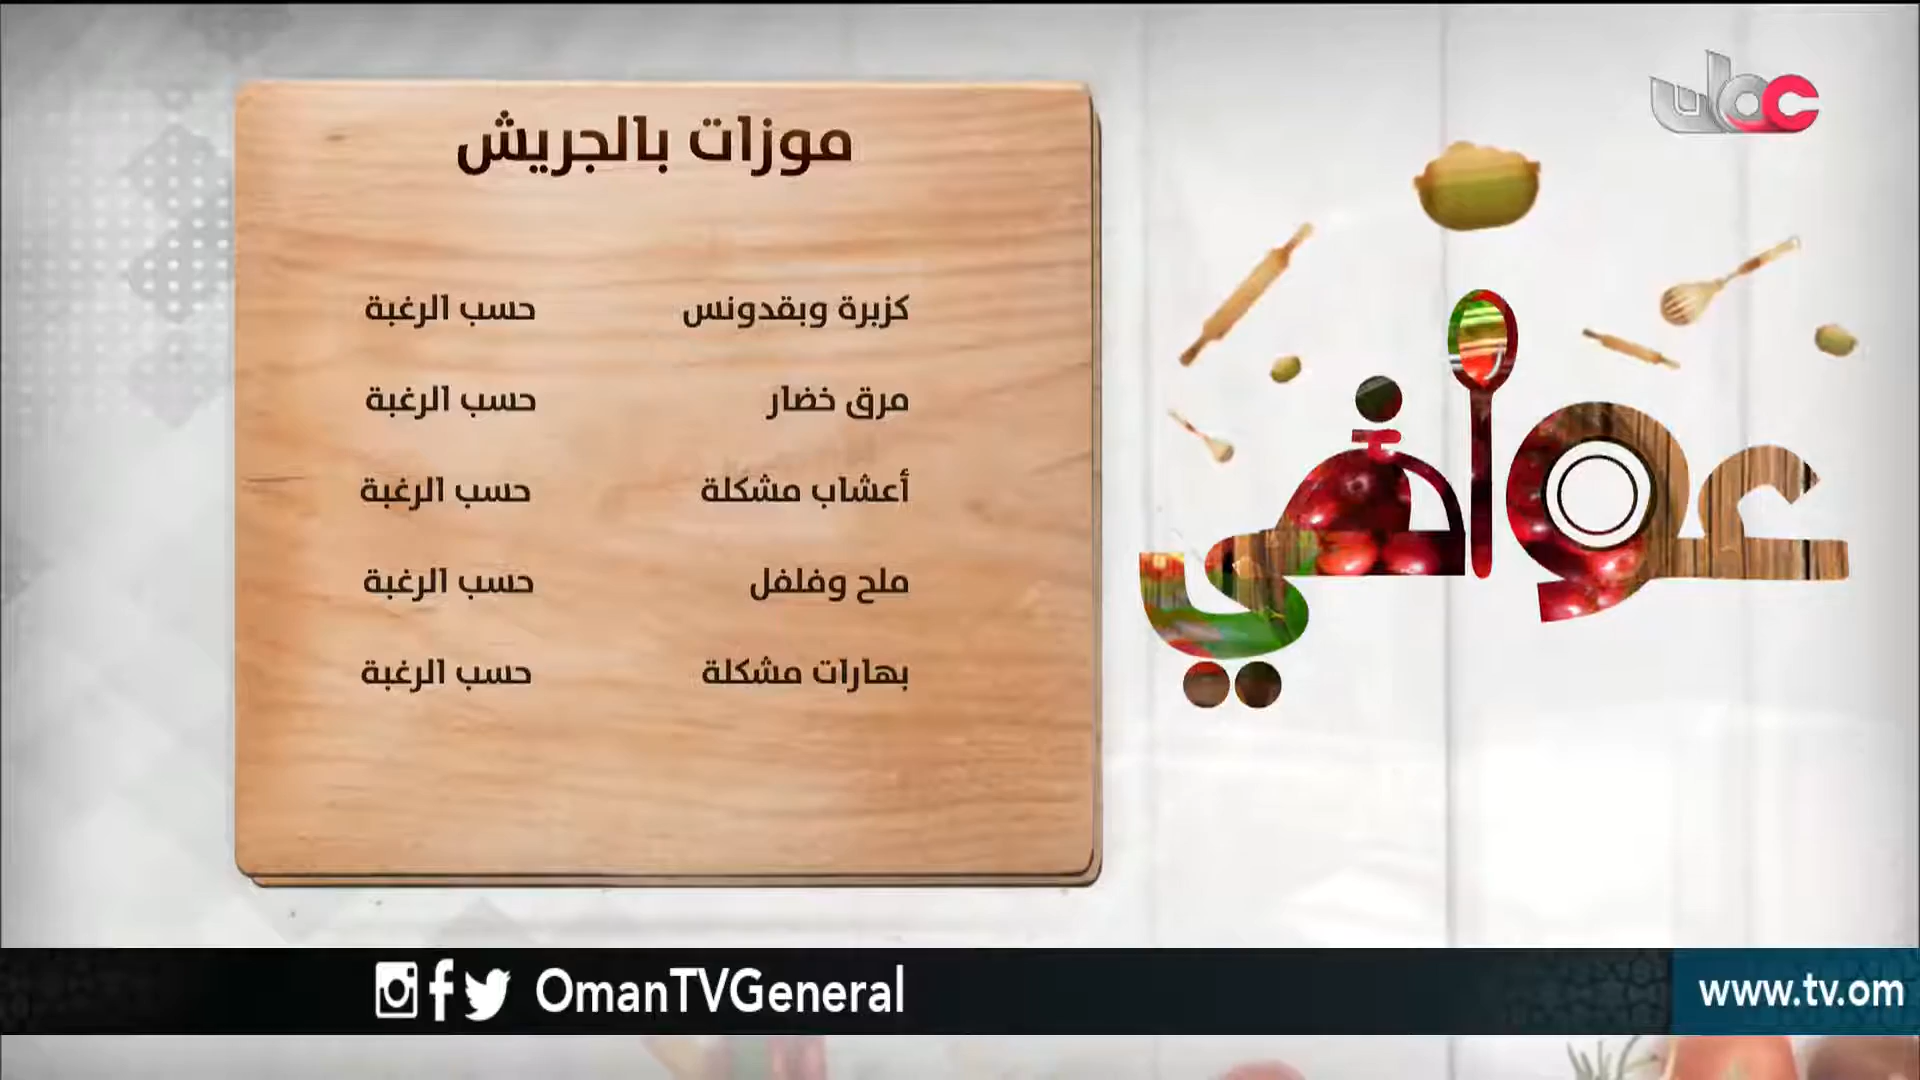 عمان
موزات بالجريش
كزبرة وبقدونس حسب الرغبة
مرق خضار حسب الرغبة
أعشاب مشكلة حسب الرغبة
ملح وفلفل حسب الرغبة
بهارات مشكلة حسب الرغبة
عوافي
OmanTVGeneral
www.tv.om